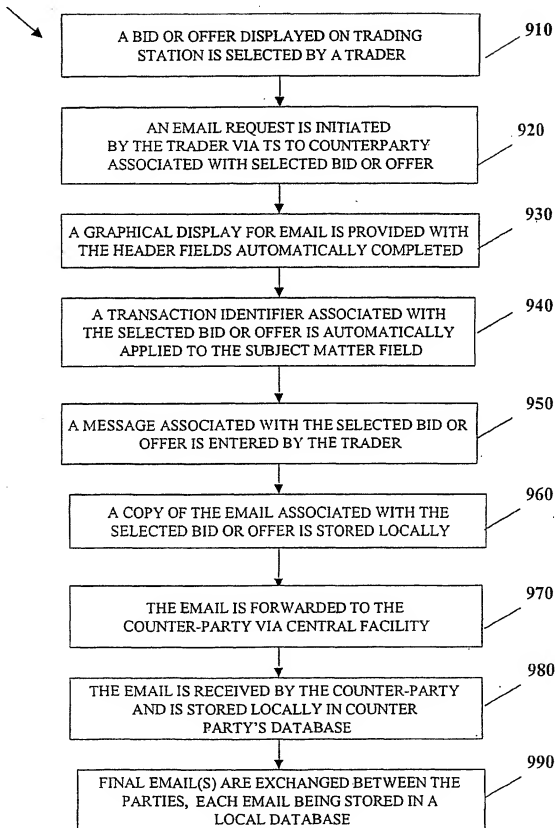 910
A BID OR OFFER DISPLAYED ON TRADING
STATION IS SELECTED BY A TRADER
920
AN EMAIL REQUEST IS INITIATED
BY THE TRADER VIA TS TO COUNTERPARTY
ASSOCIATED WITH SELECTED BID OR OFFER
930
A GRAPHICAL DISPLAY FOR EMAIL IS PROVIDED WITH
THE HEADER FIELDS AUTOMATICALLY COMPLETED
940
A TRANSACTION IDENTIFIER ASSOCIATED WITH
THE SELECTED BID OR OFFER IS AUTOMATICALLY
APPLIED TO THE SUBJECT MATTER FIELD
950
A MESSAGE ASSOCIATED WITH THE SELECTED BID OR
OFFER IS ENTERED BY THE TRADER
960
A COPY OF THE EMAIL ASSOCIATED WITH THE
SELECTED BID OR OFFER IS STORED LOCALLY
970
THE EMAIL IS FORWARDED TO THE
COUNTER-PARTY VIA CENTRAL FACILITY
980
THE EMAIL IS RECEIVED BY THE COUNTER-PARTY
AND IS STORED LOCALLY IN COUNTER
PARTY'S DATABASE
990
FINAL EMAIL(S) ARE EXCHANGED BETWEEN THE
PARTIES, EACH EMAIL BEING STORED IN A
LOCAL DATABASE